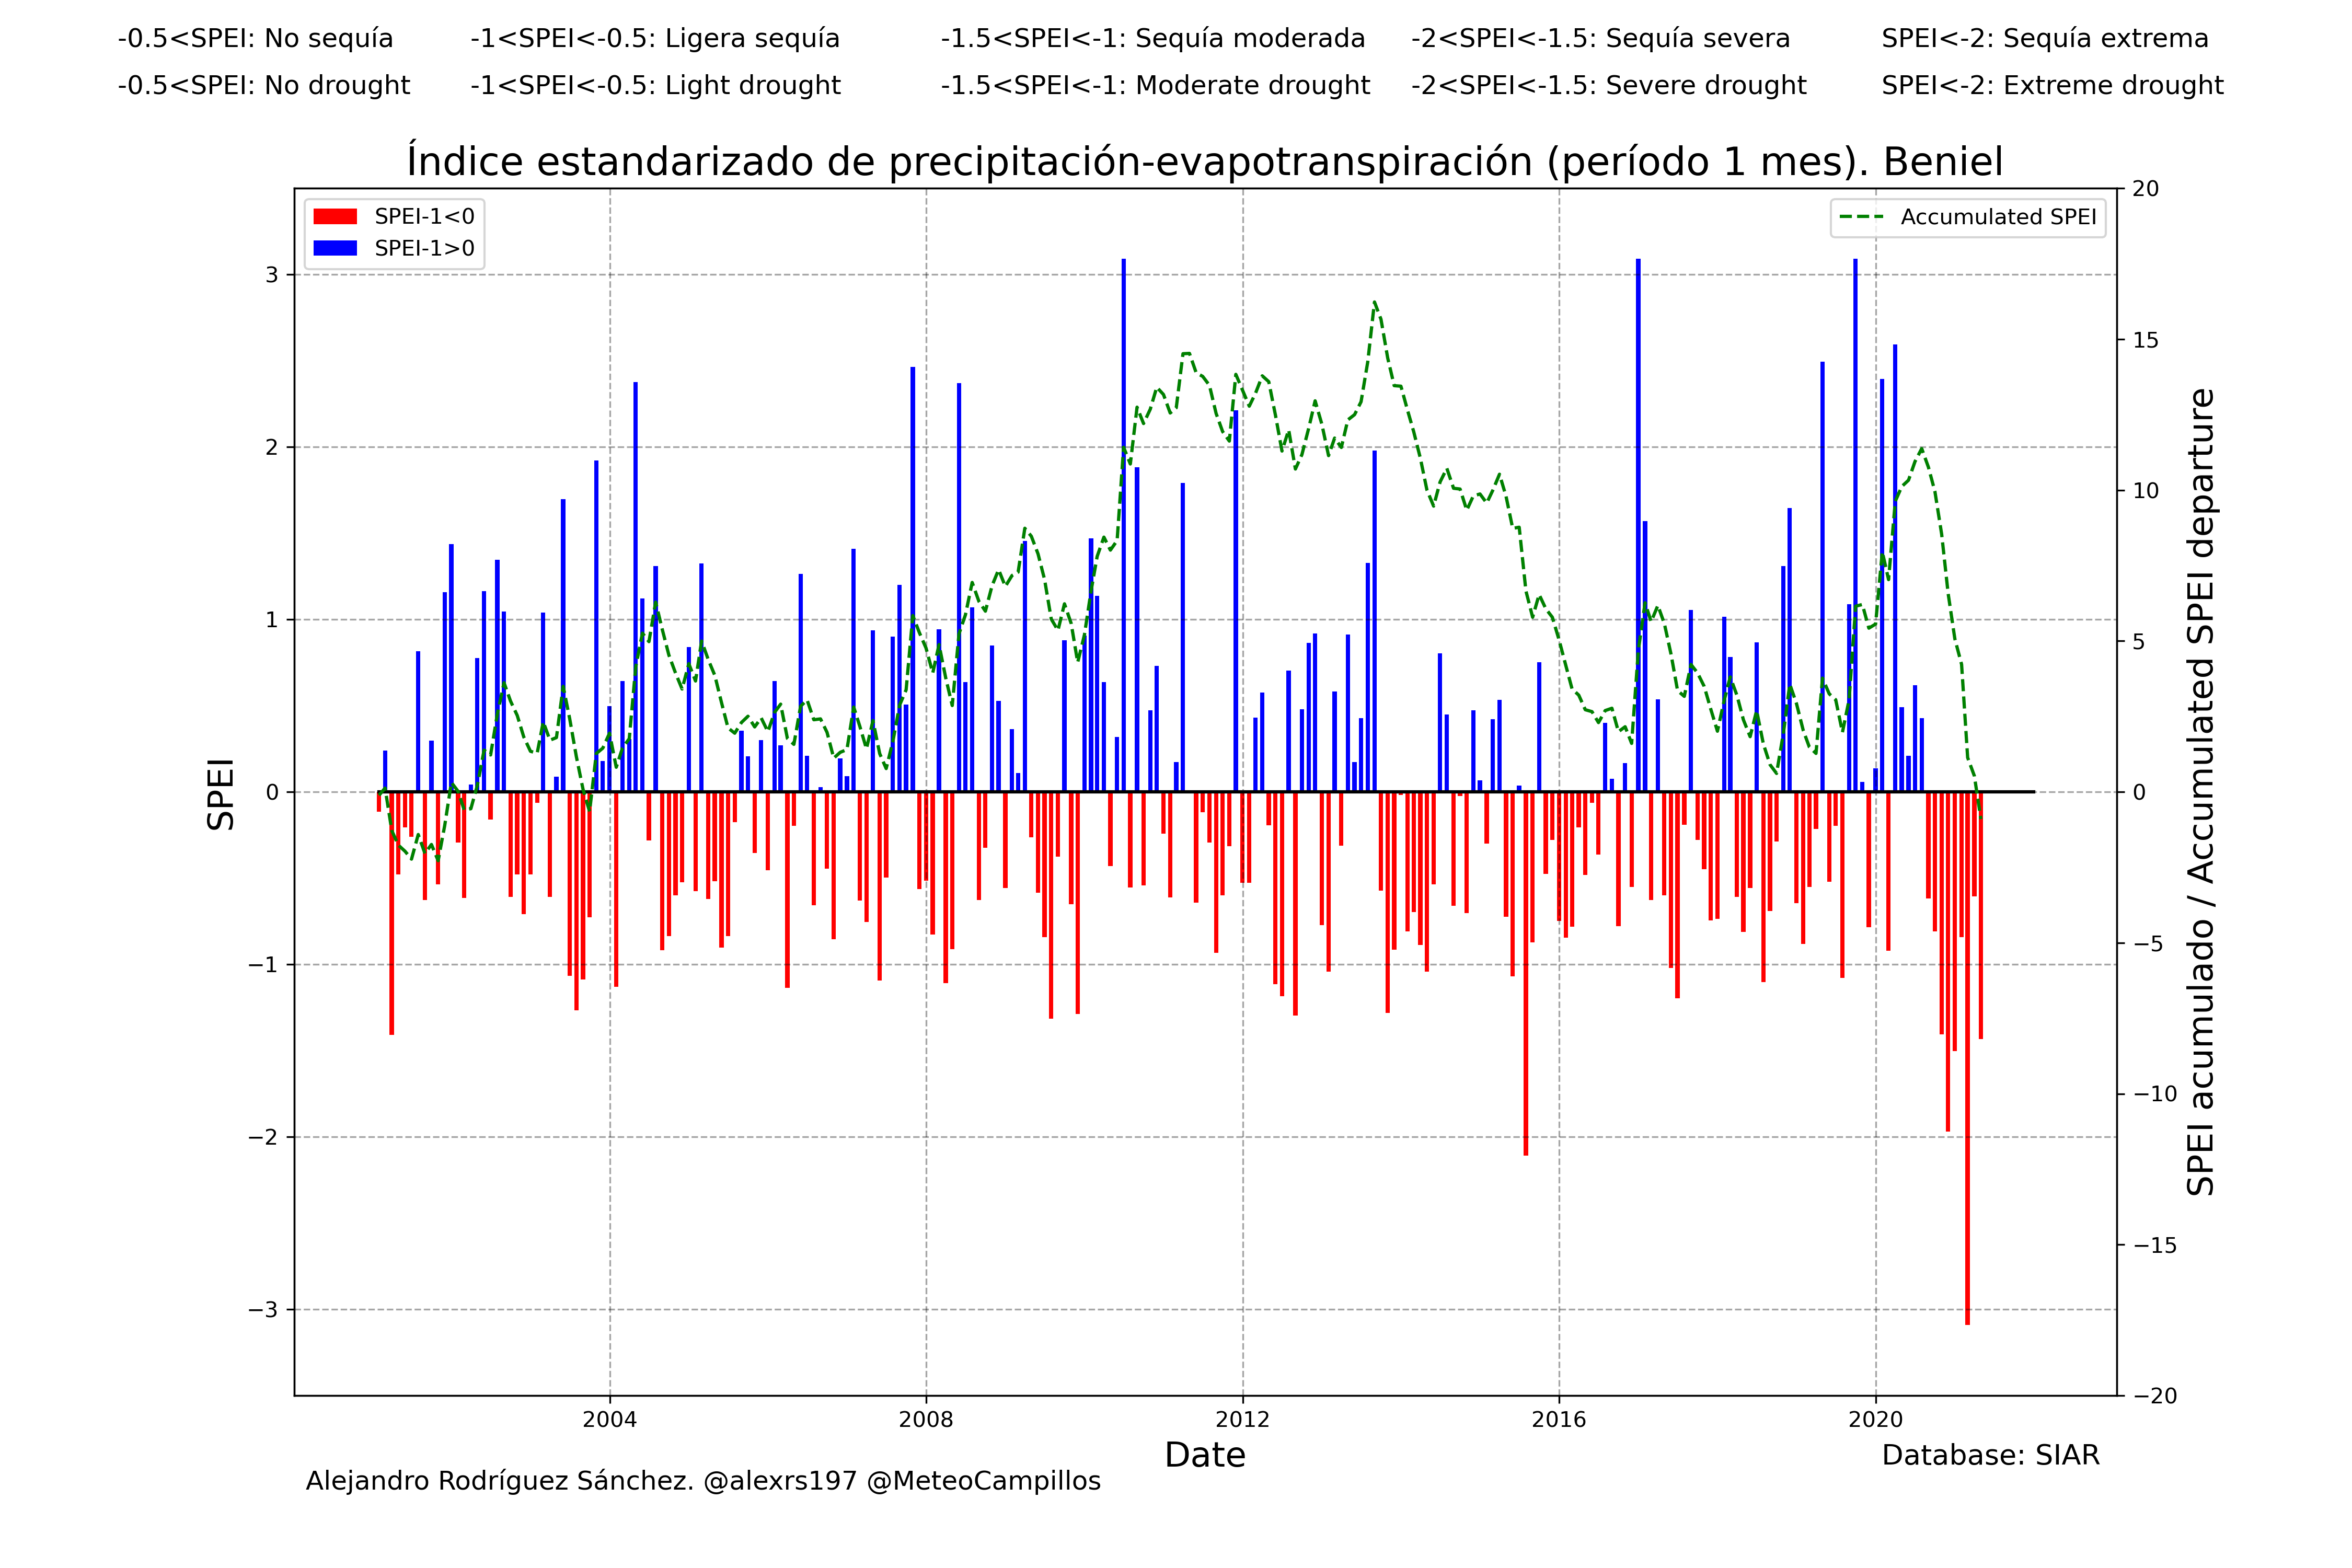 -0.5<SPEI: No sequía -1<SPEI<-0.5: Ligera sequía -1.5<SPEI<-1: Sequía moderada -2<SPEI<-1.5: Sequía severa SPEI<-2: Sequía extrema
-0.5<SPEI: No drought -1<SPEI<-0.5: Light drought -1.5<SPEI<-1: Moderate drought -2<SPEI<-1.5: Severe drought SPEI<-2: Extreme drought
Índice estandarizado de precipitación-evapotranspiración (período 1 mes). Beniel
SPEI-1<0
SPEI-1>0
Accumulated SPEI
SPEI
3
2
1
0
−1
−2
−3
20
15
10
5
0
−5
−10
−15
−20
SPEI acumulado / Accumulated SPEI departure
2004 2008 2012 2016 2020
Date
Database: SIAR
Alejandro Rodríguez Sánchez. @alexrs197 @MeteoCampillos